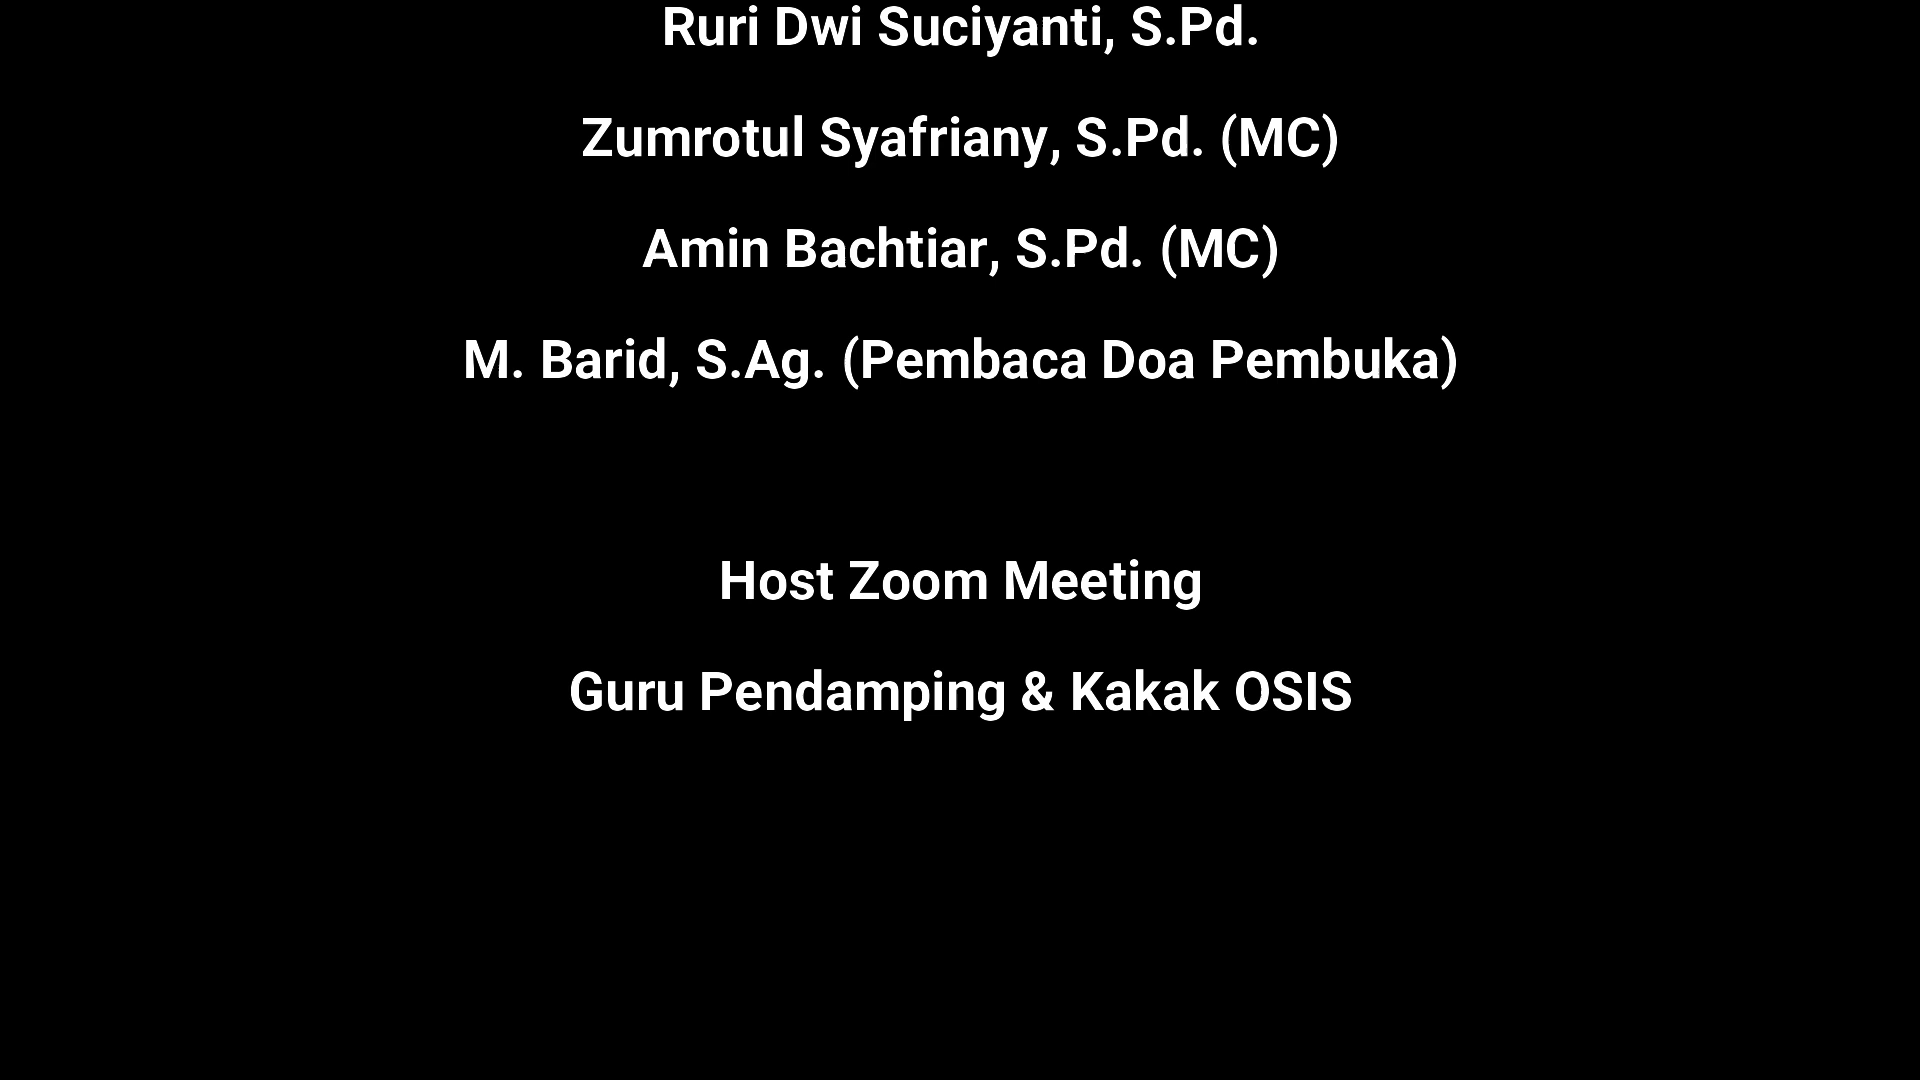 Ruri Dwi Suciyanti, S.Pd.
Zumrotul Syafriany, S.Pd. (MC)
Amin Bachtiar, S.Pd. (MC)
M. Barid, S.Ag. (Pembaca Doa Pembuka)
Host Zoom Meeting
Guru Pendamping & Kakak OSIS